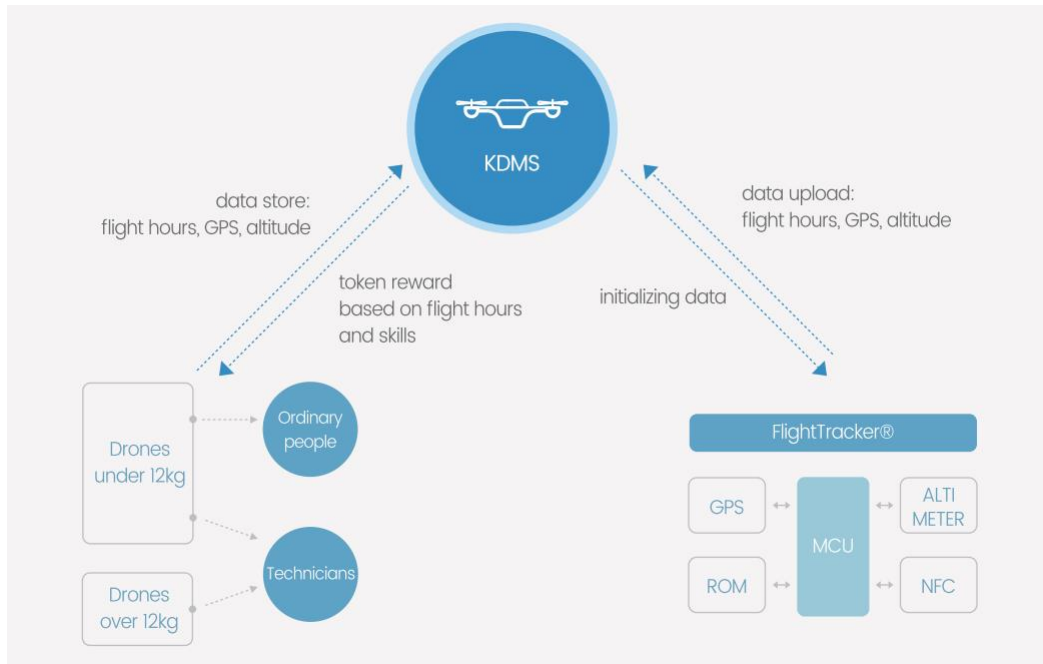 KDMS
data store:
flight hours, GPS, altitude
data upload:
flight hours, GPS, altitude
token reward
based on flight hours
and skills
initializing data
Drones
under 12kg
Ordinary
people
Technicians
Drones
over 12kg
FlightTracker®
GPS
MCU
ALTI
METER
ROM
NFC